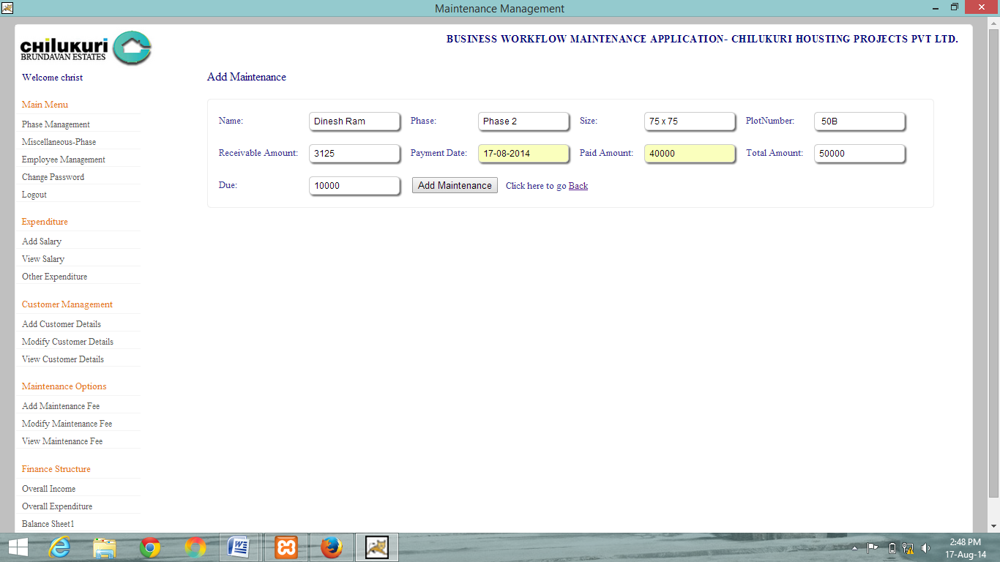 Maintenance Management
CHILUKURI
BRUNDAVAN ESTATES
BUSINESS WORKFLOW MAINTENANCE APPLICATION- CHILUKURI HOUSTING PROJECTS PVT LTD.
Welcome christ
Main Menu
Phase Management
Miscellaneous-Phase
Employee Management
Change Password
Logout
Expenditure
Add Salary
View Salary
Other Expenditure
Customer Management
Add Customer Details
Modify Customer Details
View Customer Details
Maintenance Options
Add Maintenance Fee
Modify Maintenance Fee
View Maintenance Fee
Finance Structure
Overall Income
Overall Expenditure
Balance Sheet1
Add Maintenance
Name: Dinesh Ram Phase: Phase 2 Size: 75 x 75 PlotNumber: 50B
Receivable Amount: 3125 Payment Date: 17-08-2014 Paid Amount: 40000 Total Amount: 50000
Due: 10000 Add Maintenance Click here to go Back
2:48 PM
17-Aug-14